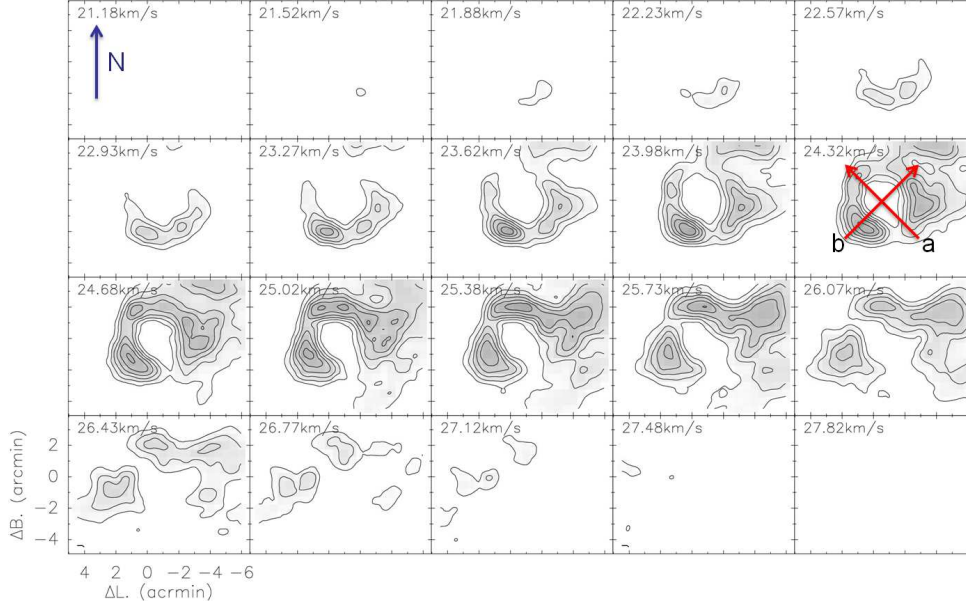 21.18km/s 21.52km/s 21.88km/s 22.23km/s 22.57km/s
N
22.93km/s 23.27km/s 23.62km/s 23.98km/s 24.32km/s
b a
24.68km/s 25.02km/s 25.38km/s 25.73km/s 26.07km/s
26.43km/s 26.77km/s 27.12km/s 27.48km/s 27.82km/s
2
0
−2
−4
ΔB. (arcmin)
4 2 0 −2 −4 −6
ΔL. (acrmin)